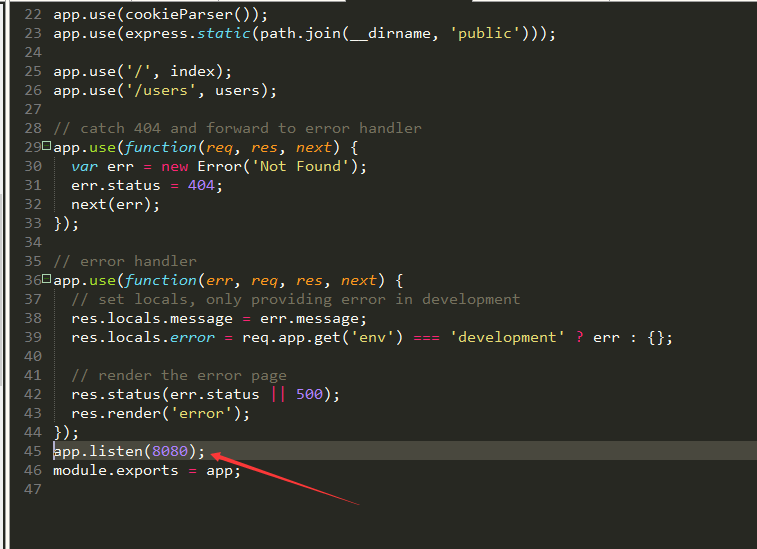 22 app.use(cookieParser());
23 app.use(express.static(path.join(__dirname, 'public')));
24
25 app.use('/', index);
26 app.use('/users', users);
27
28 // catch 404 and forward to error handler
29 app.use(function(req, res, next) {
30   var err = new Error('Not Found');
31   err.status = 404;
32   next(err);
33 });
34
35 // error handler
36 app.use(function(err, req, res, next) {
37   // set locals, only providing error in development
38   res.locals.message = err.message;
39   res.locals.error = req.app.get('env') === 'development' ? err : {};
40
41   // render the error page
42   res.status(err.status || 500);
43   res.render('error');
44 });
45 app.listen(8080);
46 module.exports = app;
47